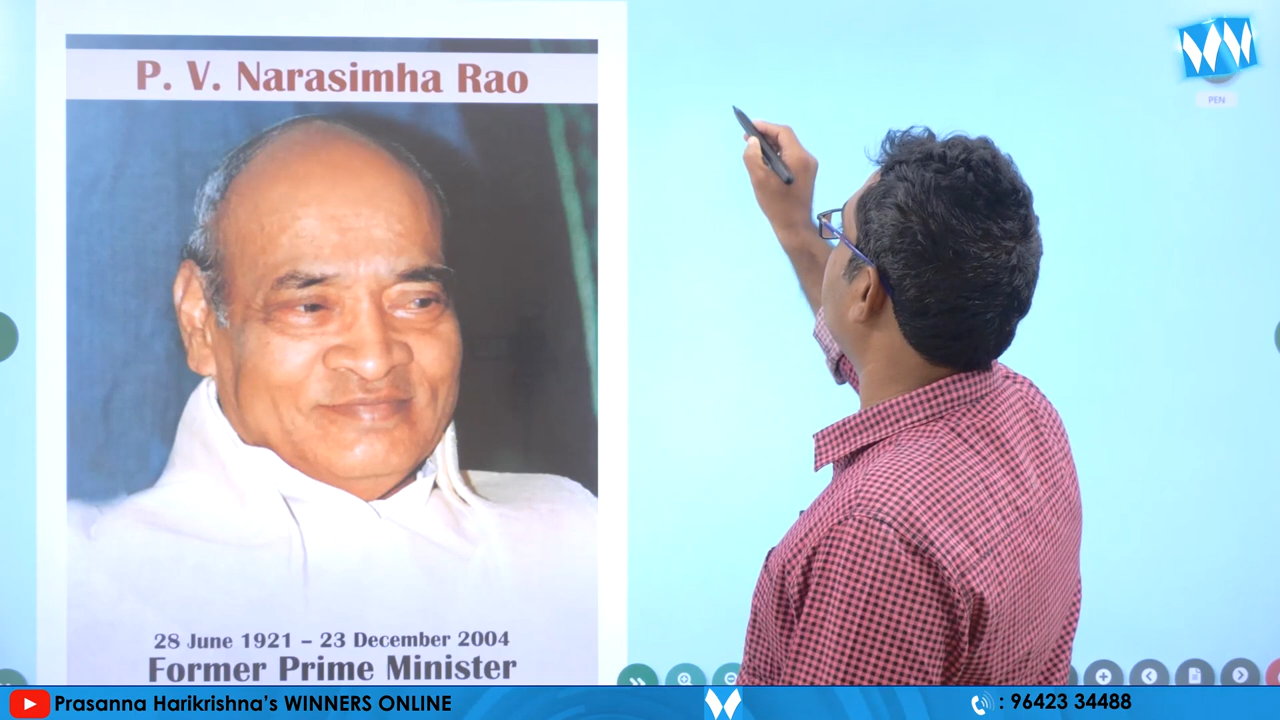 P. V. Narasimha Rao
PEN
28 June 1921 – 23 December 2004
Former Prime Minister
Prasanna Harikrishna's WINNERS ONLINE
: 96423 34488